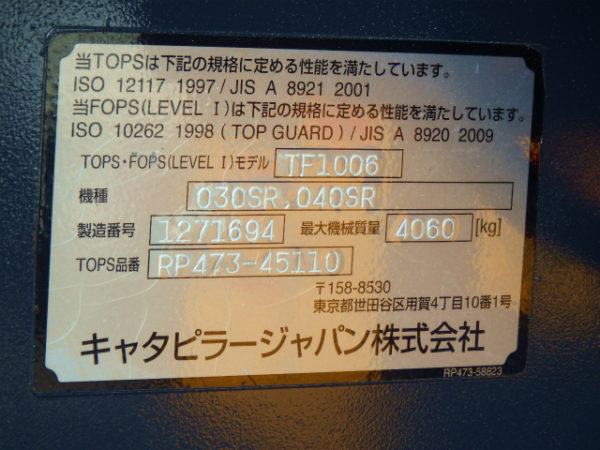 当TOPSは下記の規格に定める性能を満たしています。
ISO 12117 1997/JIS A 8921 2001
当FOPS(LEVEL I)は下記の規格に定める性能を満たしています。
ISO 10262 1998(TOP GUARD)/JIS A 8920 2009
TOPS・FOPS(LEVEL I)モデル TF1006
機種 030SR,040SR
製造番号 1271694 最大機械質量 4060 [kg]
TOPS品番 RP473-45110
〒158-8530
東京都世田谷区用賀4丁目10番1号
キャタピラージャパン株式会社
RP473-58823